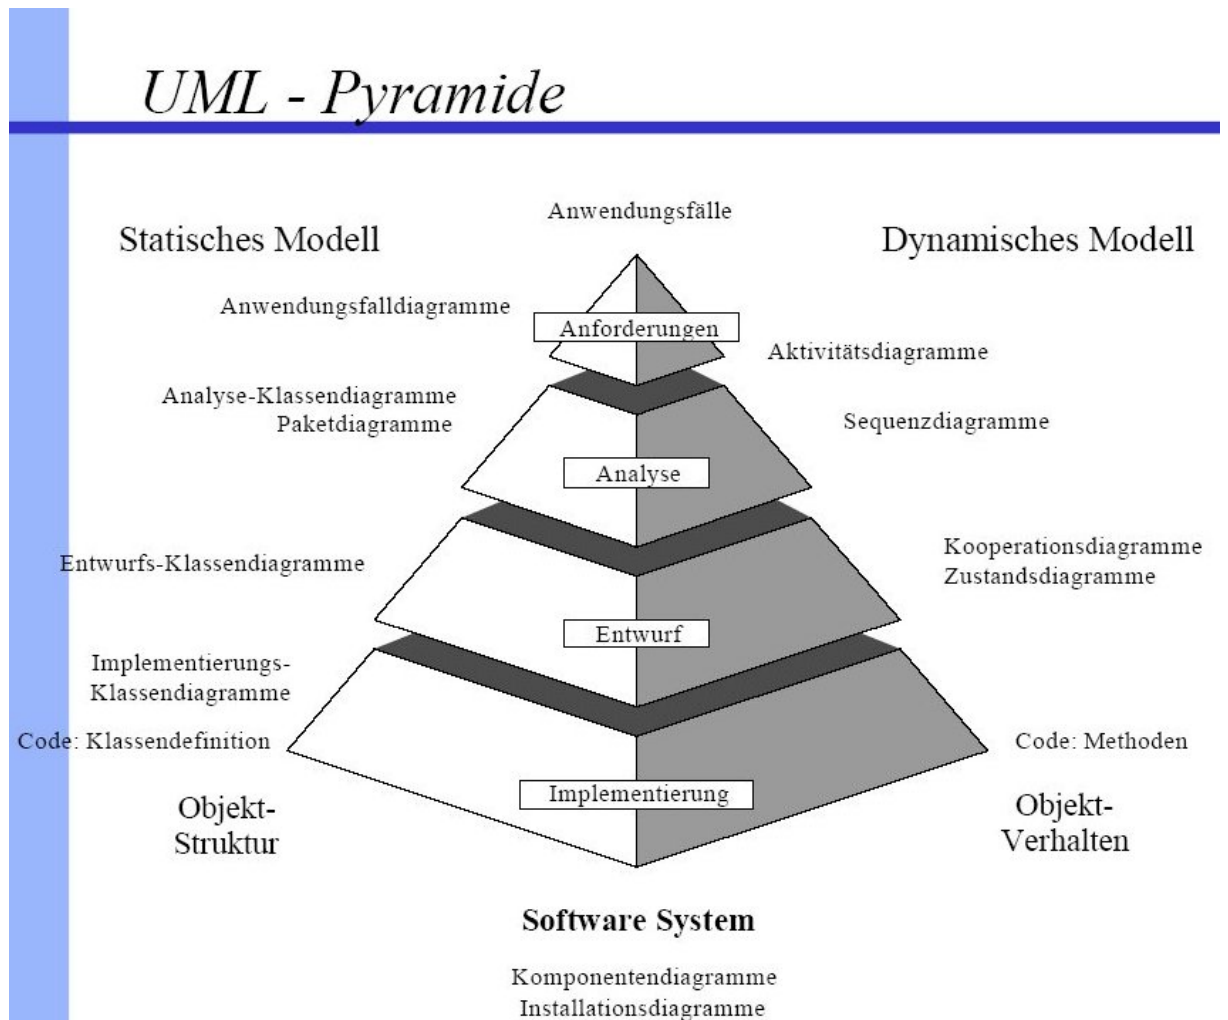 UML - Pyramide
Anwendungsfälle
Statisches Modell
Dynamisches Modell
Anwendungsfalldiagramme
Anforderungen
Aktivitätsdiagramme
Analyse-Klassendiagramme
Paketdiagramme
Sequenzdiagramme
Analyse
Entwurfs-Klassendiagramme
Kooperationsdiagramme
Zustandsdiagramme
Entwurf
Implementierungs-
Klassendiagramme
Code: Klassendefinition
Code: Methoden
Implementierung
Objekt-
Struktur
Objekt-
Verhalten
Software System
Komponentendiagramme
Installationsdiagramme